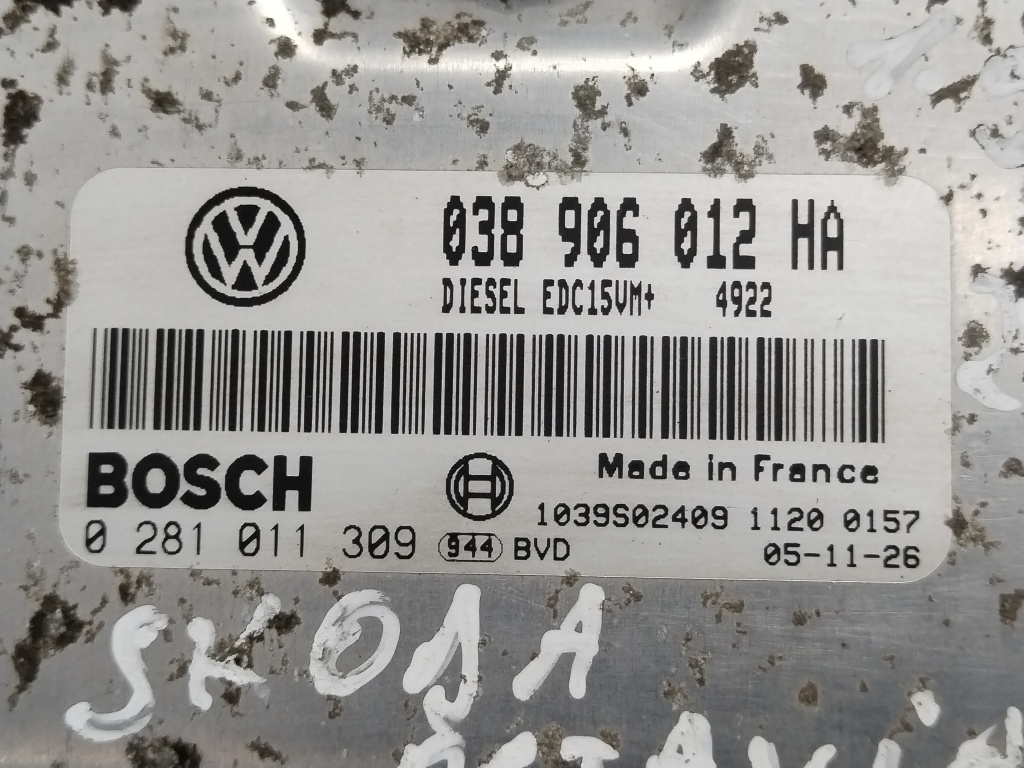 VW
038 906 012 HA
DIESEL EDC15VM+ 4922
BOSCH
Made in France
1039S02409 1120 0157
0 281 011 309 944 BVD
05-11-26
SKODA